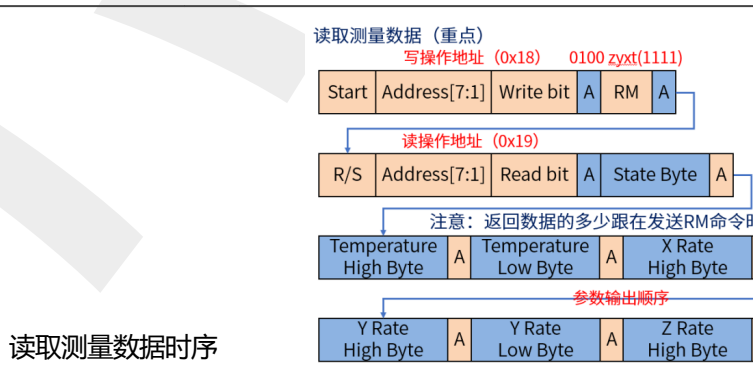 读取测量数据（重点）
写操作地址（0x18） 0100 zyxt(1111)
Start Address[7:1] Write bit A RM A
读操作地址（0x19）
R/S Address[7:1] Read bit A State Byte A
注意：返回数据的多少跟在发送RM命令
Temperature High Byte A Temperature Low Byte A X Rate High Byte
参数输出顺序
Y Rate High Byte A Y Rate Low Byte A Z Rate High Byte
读取测量数据时序